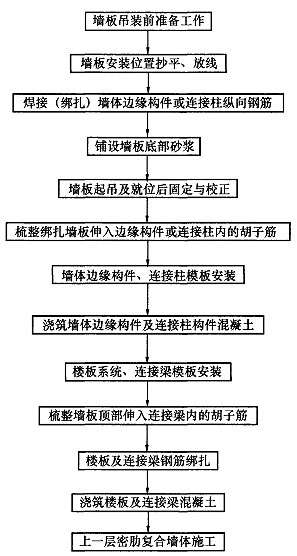 墙板吊装前准备工作
墙板安装位置抄平、放线
焊接（绑扎）墙体边缘构件或连接柱纵向钢筋
铺设墙板底部砂浆
墙板起吊及就位后固定与校正
梳整绑扎墙板伸入边缘构件或连接柱内的胡子筋
墙体边缘构件、连接柱模板安装
浇筑墙体边缘构件及连接柱构件混凝土
楼板系统、连接梁模板安装
梳整墙板顶部伸入连接梁内的胡子筋
楼板及连接梁钢筋绑扎
浇筑楼板及连接梁混凝土
上一层密肋复合墙体施工